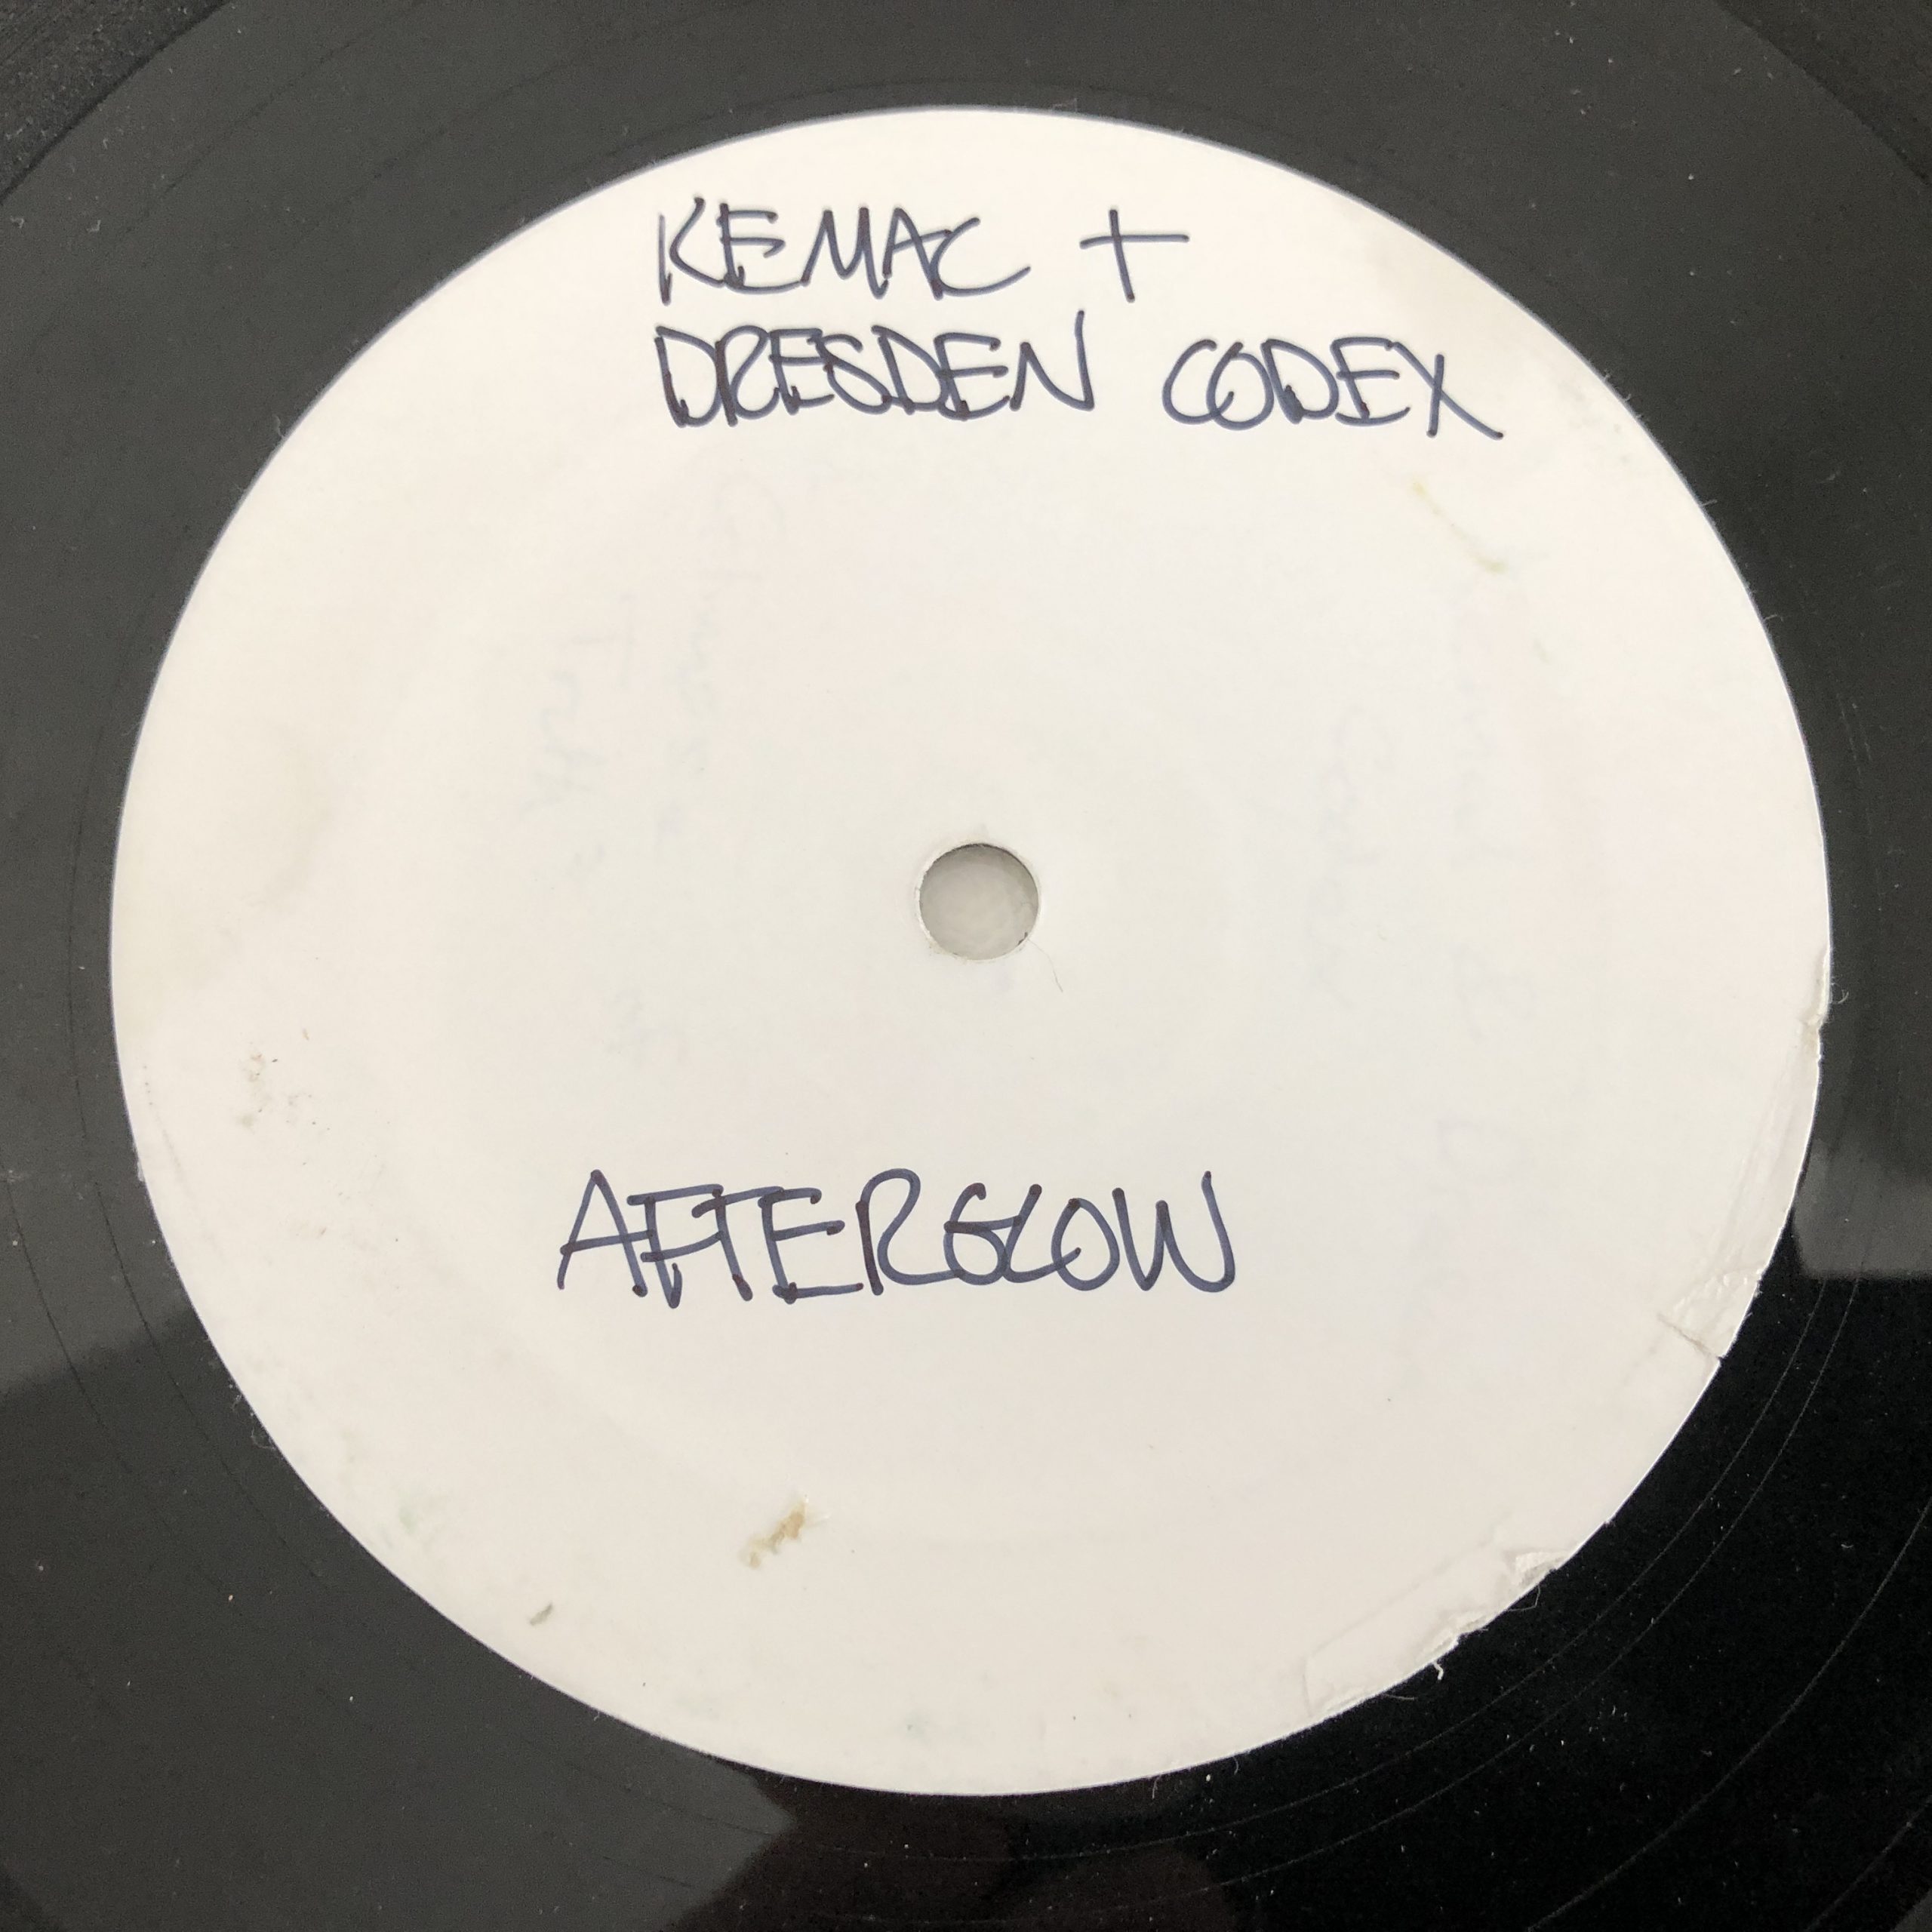 KEMAC +
DRESDEN CODEX
AFTERGLOW